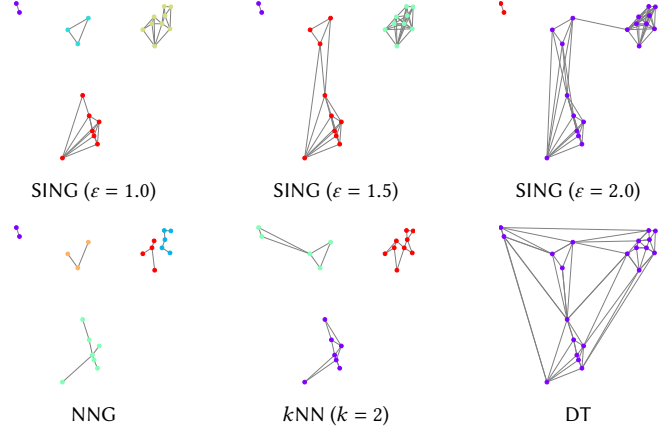 SING (ε = 1.0)
SING (ε = 1.5)
SING (ε = 2.0)
NNG
kNN (k = 2)
DT